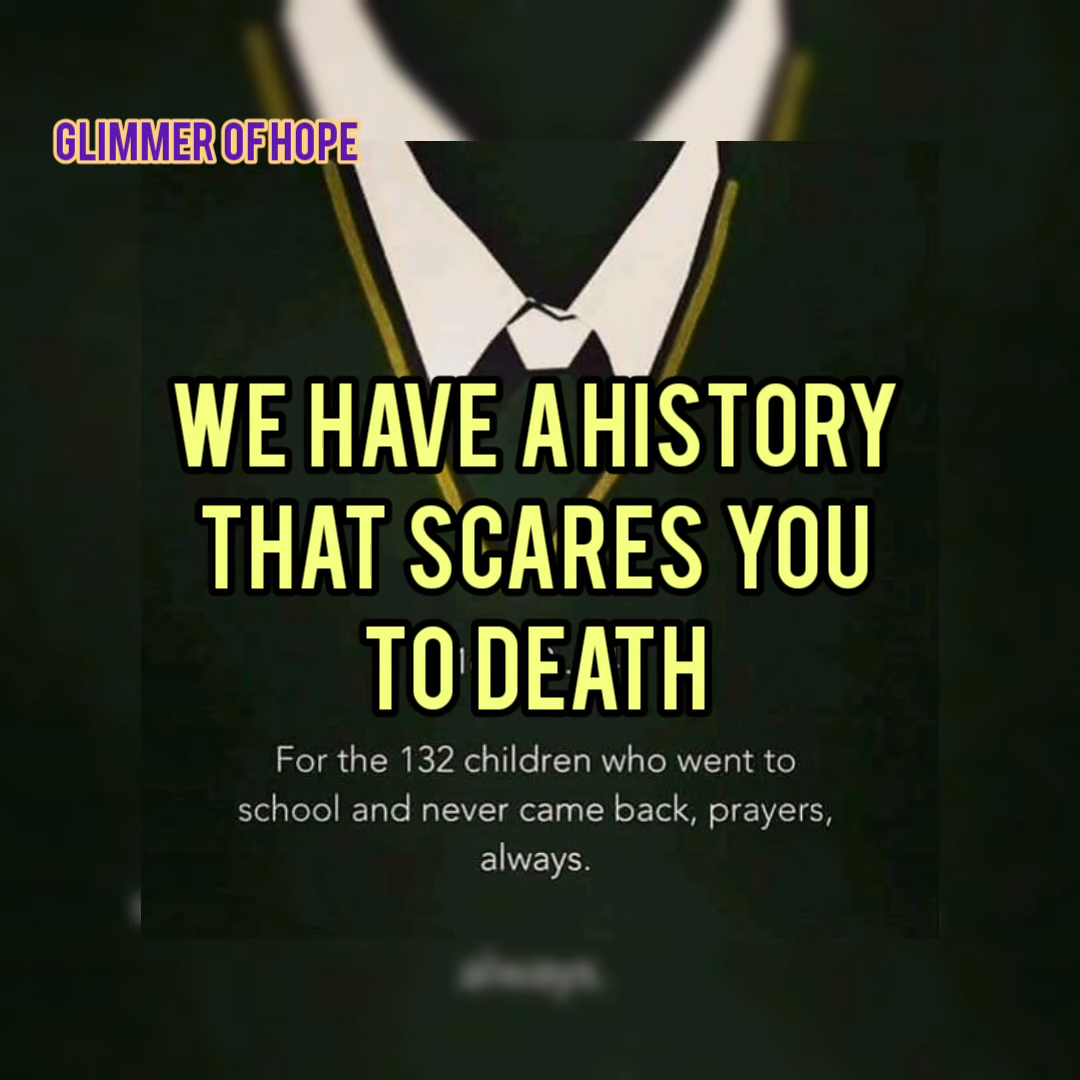 GLIMMER OF HOPE
WE HAVE A HISTORY
THAT SCARES YOU
TO DEATH
For the 132 children who went to
school and never came back, prayers,
always.
always.